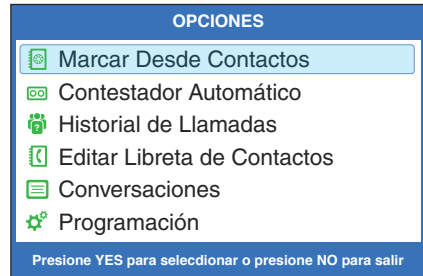 OPCIONES
Marcar Desde Contactos
Contestador Automático
Historial de Llamadas
Editar Libreta de Contactos
Conversaciones
Programación
Presione YES para selecdionar o presione NO para salir